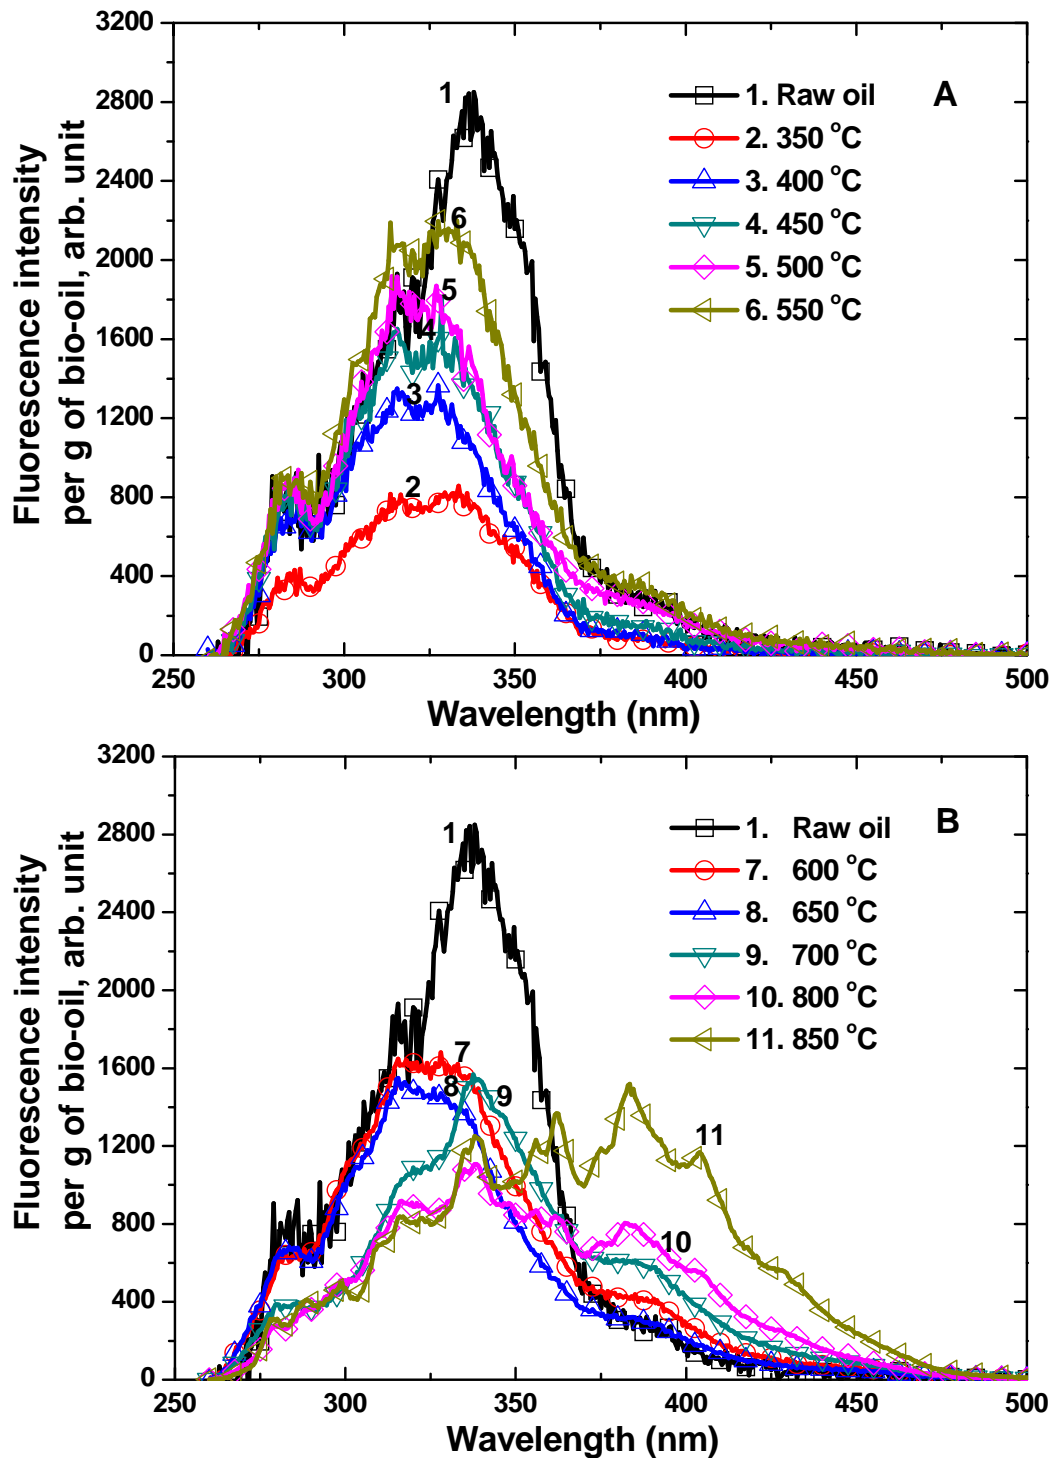 3200
2800
2400
2000
1600
1200
800
400
0
Fluorescence intensity
per g of bio-oil, arb. unit
1
6
5
4
3
2
1. Raw oil
2. 350 °C
3. 400 °C
4. 450 °C
5. 500 °C
6. 550 °C
A
250 300 350 400 450 500
Wavelength (nm)
3200
2800
2400
2000
1600
1200
800
400
0
Fluorescence intensity
per g of bio-oil, arb. unit
1
7
8
9
10
11
1. Raw oil
7. 600 °C
8. 650 °C
9. 700 °C
10. 800 °C
11. 850 °C
B
250 300 350 400 450 500
Wavelength (nm)